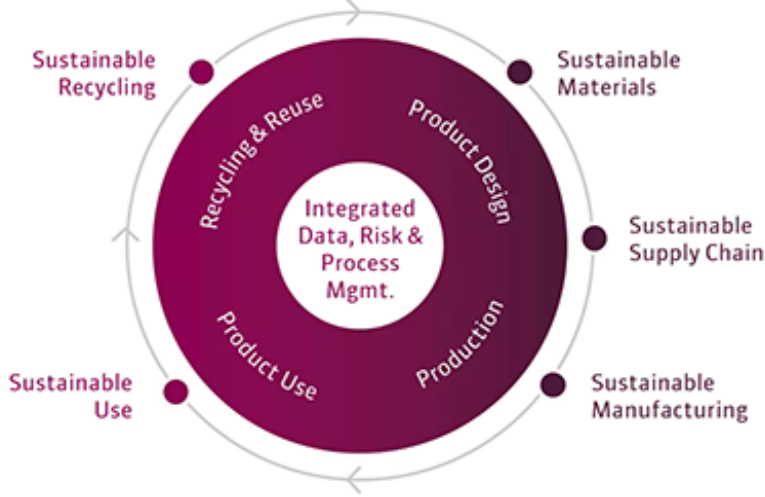 Sustainable
Recycling
Sustainable
Materials
Recycling & Reuse
Product Design
Integrated
Data, Risk &
Process
Mgmt.
Sustainable
Supply Chain
Product Use
Production
Sustainable
Use
Sustainable
Manufacturing